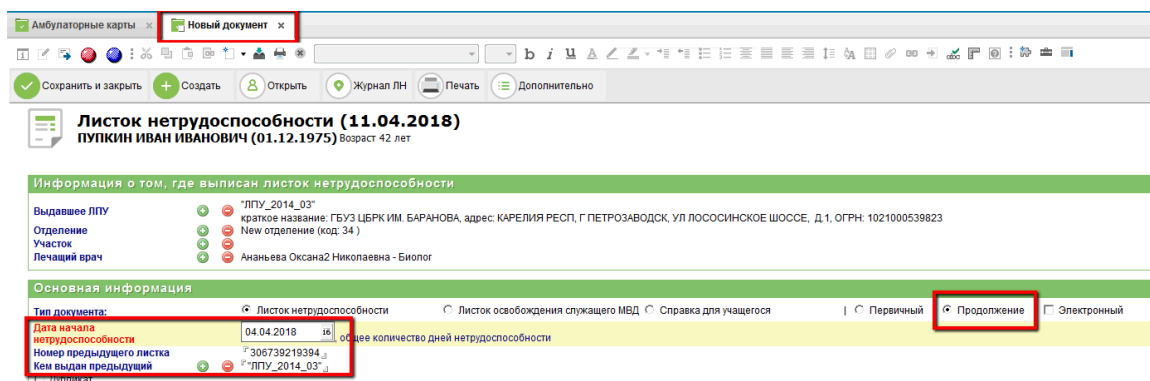 Амбулаторные карты × Новый документ ×
b i U A
Сохранить и закрыть Создать Открыть Журнал ЛН Печать Дополнительно
Листок нетрудоспособности (11.04.2018)
ПУПКИН ИВАН ИВАНОВИЧ (01.12.1975) Возраст 42 лет
Информация о том, где выписан листок нетрудоспособности
Выдавшее ЛПУ "ЛПУ_2014_03"
краткое название: ГБУЗ ЦБРК ИМ. БАРАНОВА, адрес: КАРЕЛИЯ РЕСП, Г ПЕТРОЗАВОДСК, УЛ ЛОСОСИНСКОЕ ШОССЕ, Д.1, ОГРН: 1021000539823
Отделение New отделение (код: 34 )
Участок
Лечащий врач Ананьева Оксана2 Николаевна - Биолог
Основная информация
Тип документа: Листок нетрудоспособности Листок освобождения служащего МВД Справка для учащегося | Первичный Продолжение Электронный
Дата начала нетрудоспособности 04.04.2018 16 , общее количество дней нетрудоспособности
Номер предыдущего листка 306739219394
Кем выдан предыдущий "ЛПУ_2014_03"
Дубликат